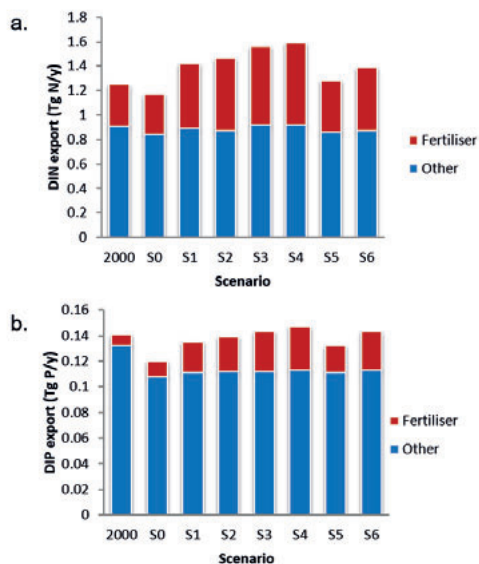 a.
DIN export (Tg N/y)
1.8
1.6
1.4
1.2
1
0.8
0.6
0.4
0.2
0
2000 S0 S1 S2 S3 S4 S5 S6
Scenario
Fertiliser
Other
b.
DIP export (Tg P/y)
0.16
0.14
0.12
0.1
0.08
0.06
0.04
0.02
0
2000 S0 S1 S2 S3 S4 S5 S6
Scenario
Fertiliser
Other